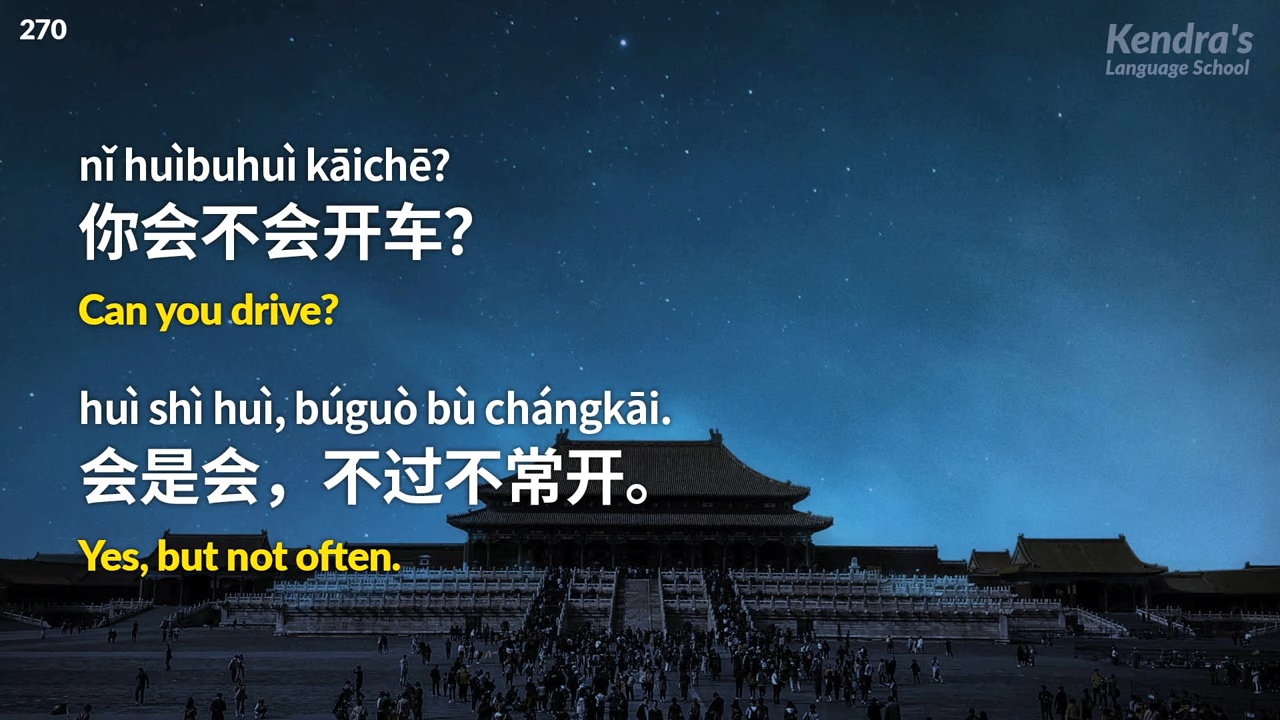 270
Kendra's
Language School
nǐ huìbuhuì kāichē?
你会不会开车？
Can you drive?
huì shì huì, búguò bù chángkāi.
会是会，不过不常开。
Yes, but not often.